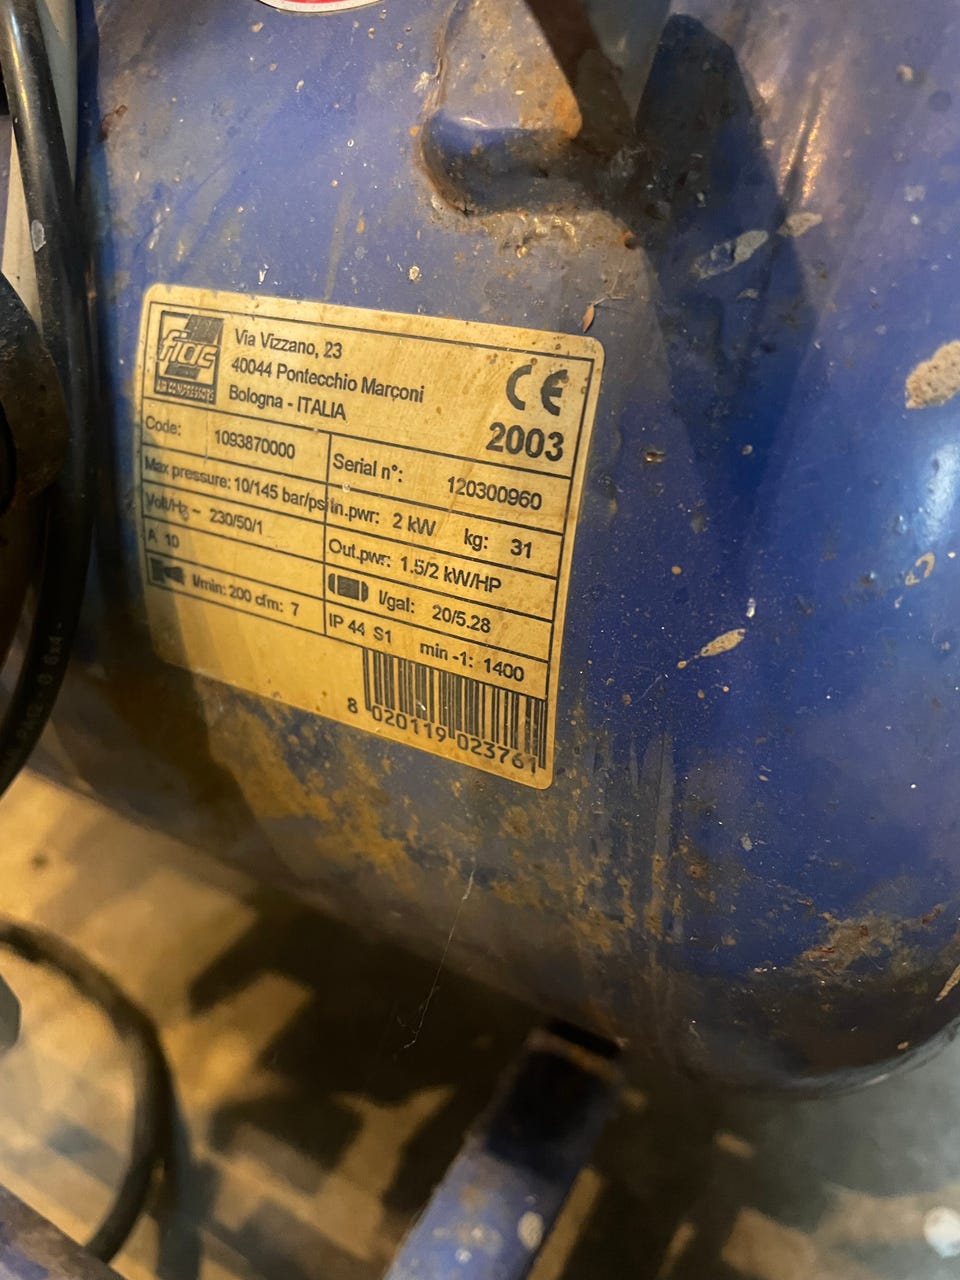 fiac
AIR COMPRESSORS
Via Vizzano, 23
40044 Pontecchio Marconi
Bologna - ITALIA
CE
2003
Code: 1093870000
Serial n°: 120300960
Max pressure: 10/145 bar/psi
In.pwr: 2 kW kg: 31
Volt/Hz ~ 230/50/1
Out.pwr: 1.5/2 kW/HP
A 10
l/gal: 20/5.28
l/min: 200 cfm: 7
IP 44 S1 min -1: 1400
8 020119 023761